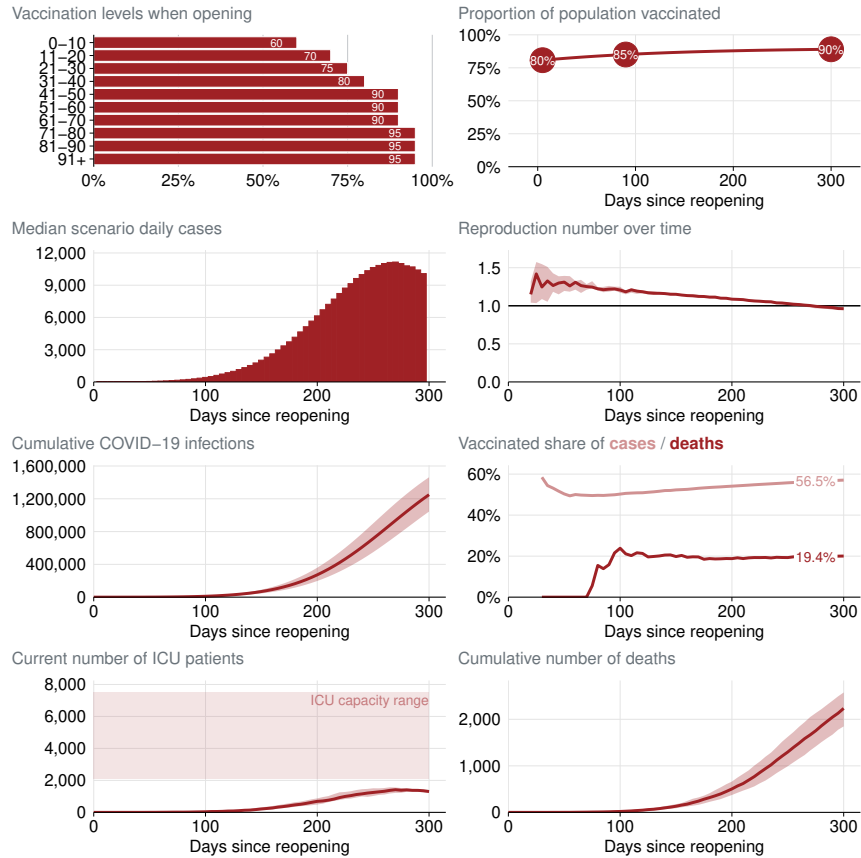 Vaccination levels when opening
0−10
60
11−20
70
21−30
75
31−40
80
41−50
90
51−60
90
61−70
90
71−80
95
81−90
95
91+
95
0% 25% 50% 75% 100%
Proportion of population vaccinated
100%
75%
50%
25%
0%
80% 85% 90%
0 100 200 300
Days since reopening
Median scenario daily cases
12,000
9,000
6,000
3,000
0
0 100 200 300
Days since reopening
Reproduction number over time
1.5
1.0
0.5
0.0
0 100 200 300
Days since reopening
Cumulative COVID−19 infections
1,600,000
1,200,000
800,000
400,000
0
0 100 200 300
Days since reopening
Vaccinated share of cases / deaths
60%
40%
20%
0%
56.5%
19.4%
0 100 200 300
Days since reopening
Current number of ICU patients
8,000
6,000
4,000
2,000
0
ICU capacity range
0 100 200 300
Days since reopening
Cumulative number of deaths
2,000
1,000
0
0 100 200 300
Days since reopening